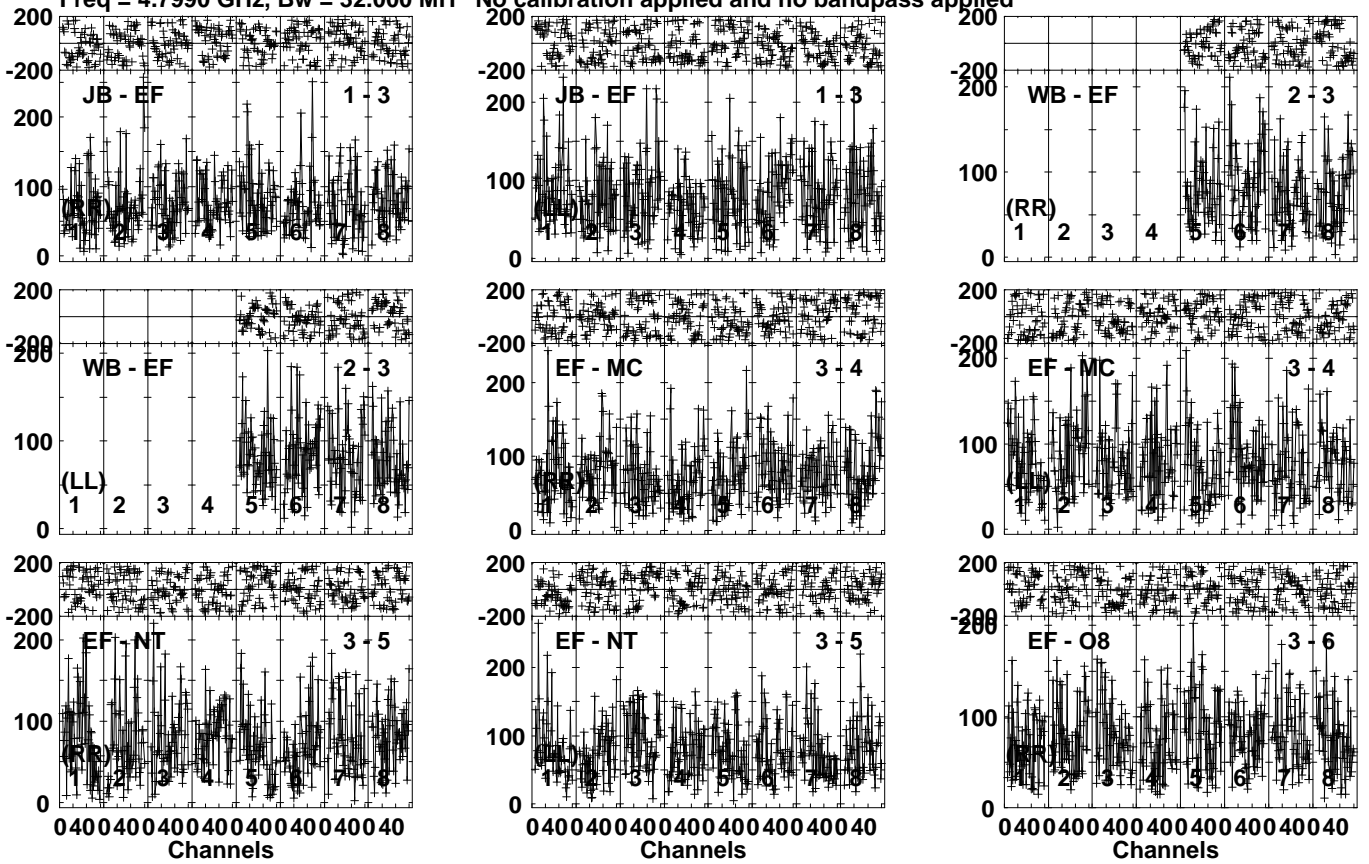 Freq = 4.7990 GHz, Bw = 32.000 MH No calibration applied and no bandpass applied
-200 -200
JB - EF 1 - 3 JB - EF 1 - 3 WB - EF 2 - 3
200 200 200
100 100 100
(RR) (LL) (RR)
1 2 3 4 5 6 7 8 1 2 3 4 5 6 7 8 1 2 3 4 5 6 7 8
0 0 0
200 200 200
-200 -200 -200
WB - EF 2 - 3 EF - MC 3 - 4 EF - MC 3 - 4
200 200 200
100 100 100
(LL) (RR) (LL)
1 2 3 4 5 6 7 8 1 2 3 4 5 6 7 8 1 2 3 4 5 6 7 8
0 0 0
200 200 200
-200 -200 -200
EF - NT 3 - 5 EF - NT 3 - 5 EF - O8 3 - 6
200 200 200
100 100 100
(RR) (LL) (RR)
1 2 3 4 5 6 7 8 1 2 3 4 5 6 7 8 1 2 3 4 5 6 7 8
0 0 0
0 40 0 40 0 40 0 40 0 40 0 40 0 40 0 40 0 40 0 40 0 40 0 40 0 40 0 40 0 40 0 40 0 40 0 40 0 40 0 40 0 40 0 40 0 40 0 40
Channels Channels Channels